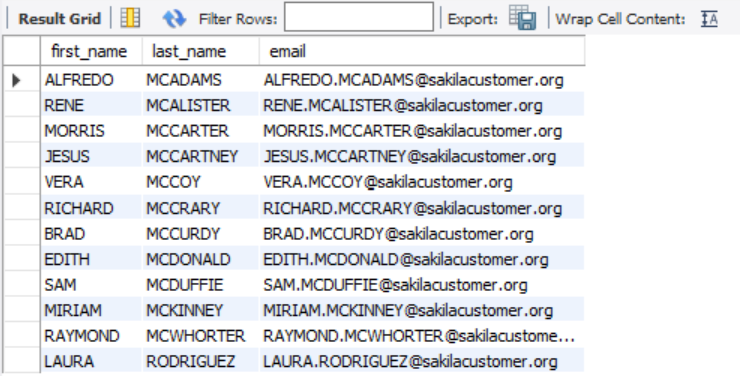 Result Grid Filter Rows: Export: Wrap Cell Content: IA
first_name last_name email
ALFREDO MCADAMS ALFREDO.MCADAMS@sakilacustomer.org
RENE MCALISTER RENE.MCALISTER@sakilacustomer.org
MORRIS MCCARTER MORRIS.MCCARTER@sakilacustomer.org
JESUS MCCARTNEY JESUS.MCCARTNEY@sakilacustomer.org
VERA MCCOY VERA.MCCOY@sakilacustomer.org
RICHARD MCCRARY RICHARD.MCCRARY@sakilacustomer.org
BRAD MCCURDY BRAD.MCCURDY@sakilacustomer.org
EDITH MCDONALD EDITH.MCDONALD@sakilacustomer.org
SAM MCDUFFIE SAM.MCDUFFIE@sakilacustomer.org
MIRIAM MCKINNEY MIRIAM.MCKINNEY@sakilacustomer.org
RAYMOND MCWHORTER RAYMOND.MCWHORTER@sakilacustome...
LAURA RODRIGUEZ LAURA.RODRIGUEZ@sakilacustomer.org